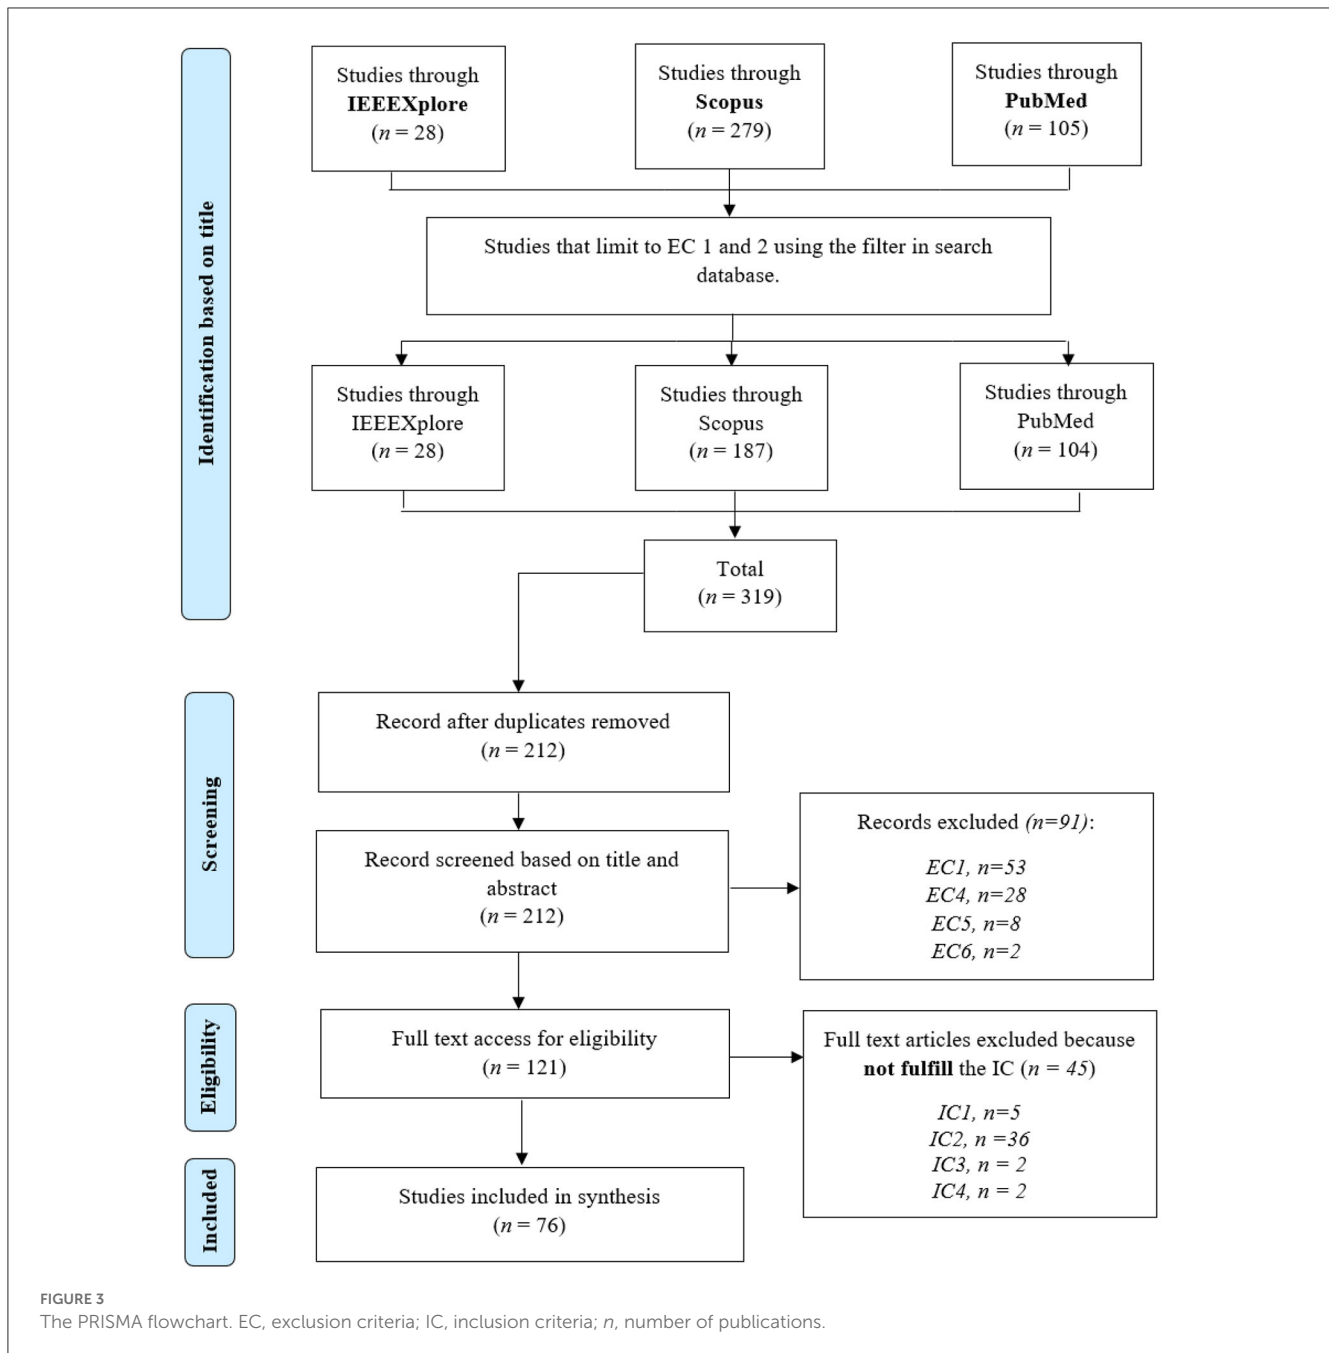 Identification based on title
Studies through
IEEEXplore
(n = 28)
Studies through
Scopus
(n = 279)
Studies through
PubMed
(n = 105)
Studies that limit to EC 1 and 2 using the filter in search
database.
Studies through
IEEEXplore
(n = 28)
Studies through
Scopus
(n = 187)
Studies through
PubMed
(n = 104)
Total
(n = 319)
Screening
Record after duplicates removed
(n = 212)
Record screened based on title and
abstract
(n = 212)
Records excluded (n=91):
EC1, n=53
EC4, n=28
EC5, n=8
EC6, n=2
Eligibility
Full text access for eligibility
(n = 121)
Full text articles excluded because
not fulfill the IC (n = 45)
IC1, n=5
IC2, n =36
IC3, n = 2
IC4, n = 2
Included
Studies included in synthesis
(n = 76)
FIGURE 3
The PRISMA flowchart. EC, exclusion criteria; IC, inclusion criteria; n, number of publications.